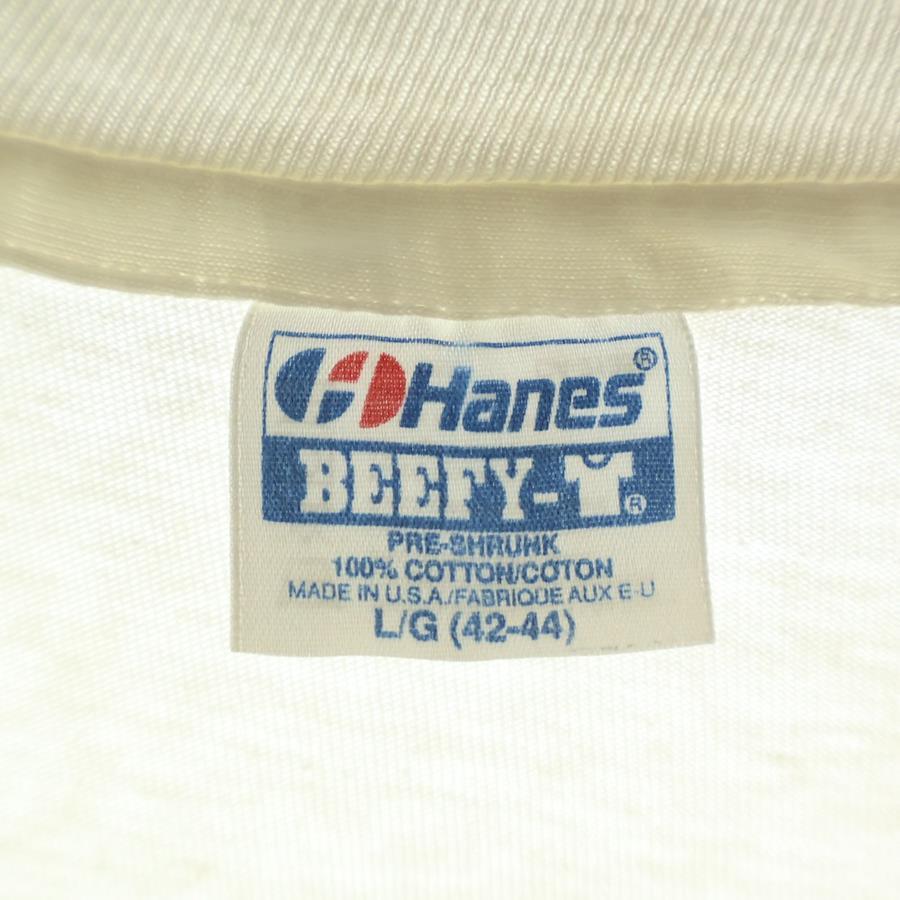 Hanes®
BEEFY-T®
PRE-SHRUNK
100% COTTON/COTON
MADE IN U.S.A./FABRIQUE AUX E-U
L/G (42-44)